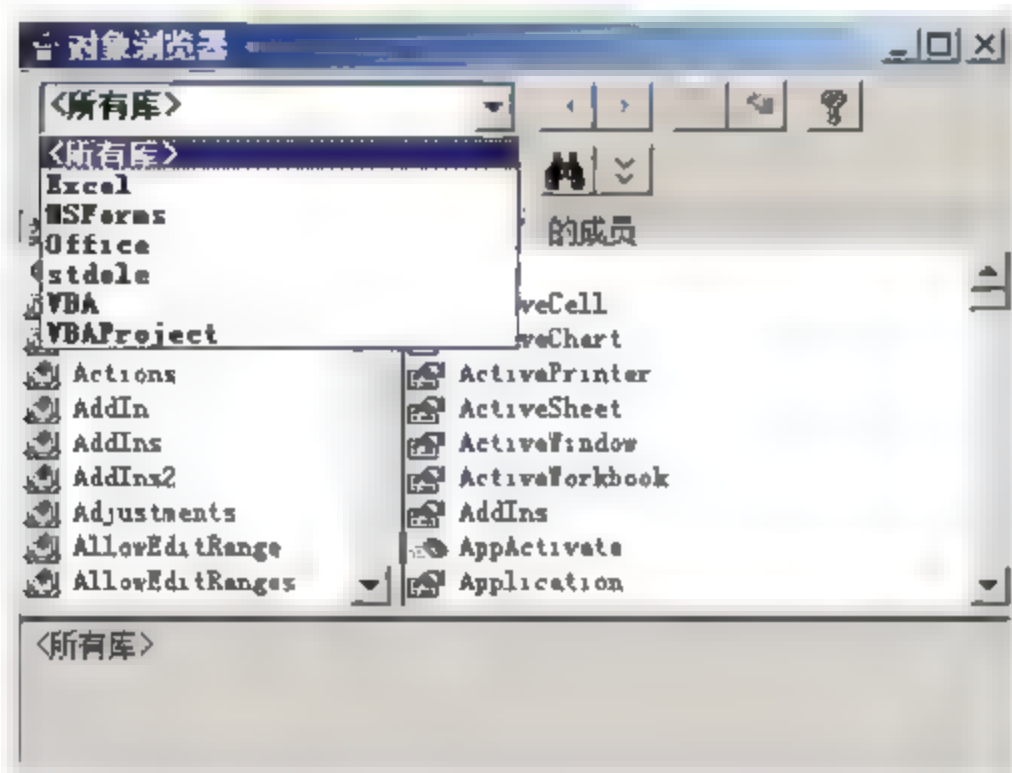 对象浏览器
<所有库>
<所有库>
Excel
MSForms
Office
stdole
VBA
VBAProject
的成员
veCell
veChart
Actions
AddIn
AddIns
AddIns2
Adjustments
AllowEditRange
AllowEditRanges
ActivePrinter
ActiveSheet
ActiveWindow
ActiveWorkbook
AddIns
AppActivate
Application
<所有库>